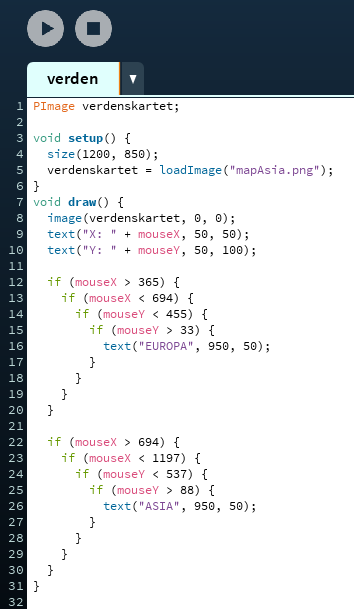 verden ▼
1 PImage verdenskartet;
2
3 void setup() {
4   size(1200, 850);
5   verdenskartet = loadImage("mapAsia.png");
6 }
7 void draw() {
8   image(verdenskartet, 0, 0);
9   text("X: " + mouseX, 50, 50);
10   text("Y: " + mouseY, 50, 100);
11
12   if (mouseX > 365) {
13     if (mouseX < 694) {
14       if (mouseY < 455) {
15         if (mouseY > 33) {
16           text("EUROPA", 950, 50);
17         }
18       }
19     }
20   }
21
22   if (mouseX > 694) {
23     if (mouseX < 1197) {
24       if (mouseY < 537) {
25         if (mouseY > 88) {
26           text("ASIA", 950, 50);
27         }
28       }
29     }
30   }
31 }
32